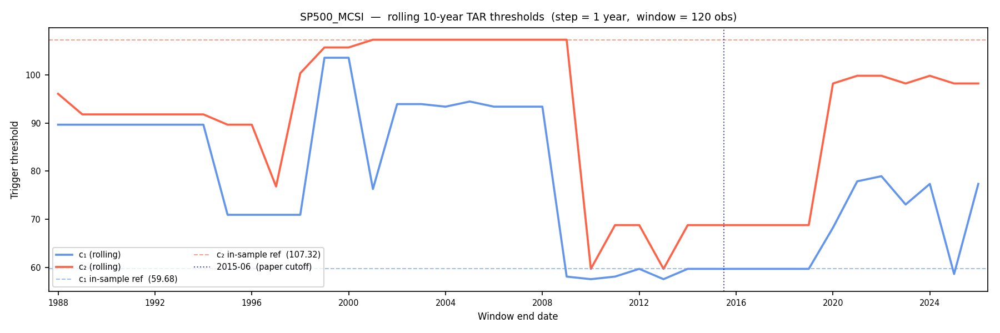 SP500_MCSI — rolling 10-year TAR thresholds (step = 1 year, window = 120 obs)
Trigger threshold
100
90
80
70
60
c₁ (rolling)
c₂ (rolling)
c₁ in-sample ref (59.68)
c₂ in-sample ref (107.32)
2015-06 (paper cutoff)
1988 1992 1996 2000 2004 2008 2012 2016 2020 2024
Window end date